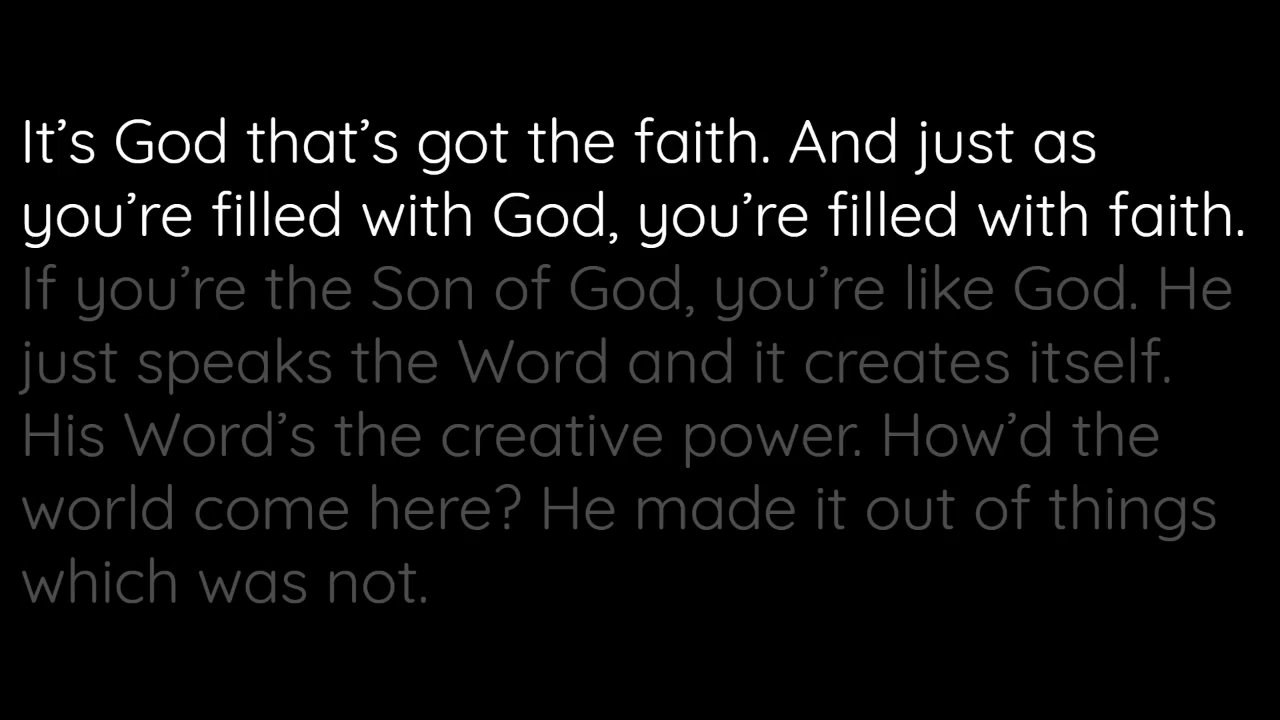 It’s God that’s got the faith. And just as
you’re filled with God, you’re filled with faith.
If you’re the Son of God, you’re like God. He
just speaks the Word and it creates itself.
His Word’s the creative power. How’d the
world come here? He made it out of things
which was not.